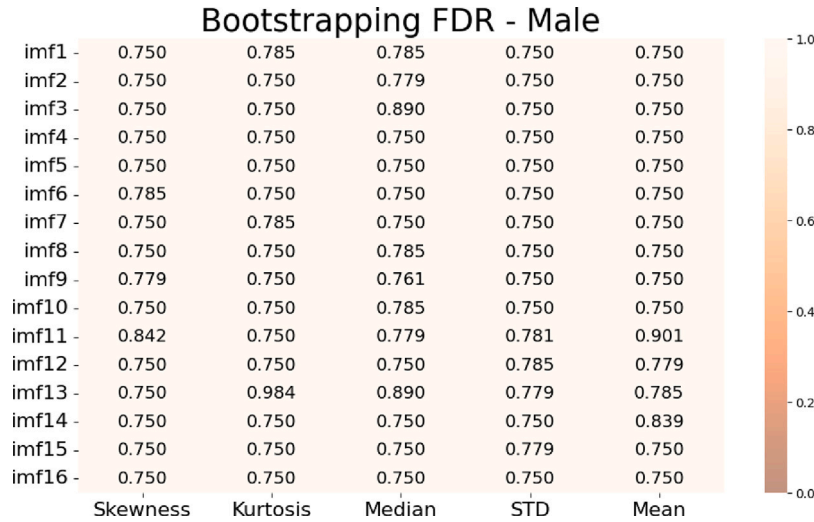 Bootstrapping FDR - Male
imf1 0.750 0.785 0.785 0.750 0.750
imf2 0.750 0.750 0.779 0.750 0.750
imf3 0.750 0.750 0.890 0.750 0.750
imf4 0.750 0.750 0.750 0.750 0.750
imf5 0.750 0.750 0.750 0.750 0.750
imf6 0.785 0.750 0.750 0.750 0.750
imf7 0.750 0.785 0.750 0.750 0.750
imf8 0.750 0.750 0.785 0.750 0.750
imf9 0.779 0.750 0.761 0.750 0.750
imf10 0.750 0.750 0.785 0.750 0.750
imf11 0.842 0.750 0.779 0.781 0.901
imf12 0.750 0.750 0.750 0.785 0.779
imf13 0.750 0.984 0.890 0.779 0.785
imf14 0.750 0.750 0.750 0.750 0.839
imf15 0.750 0.750 0.750 0.779 0.750
imf16 0.750 0.750 0.750 0.750 0.750
Skewness Kurtosis Median STD Mean
1.0
0.8
0.6
0.4
0.2
0.0